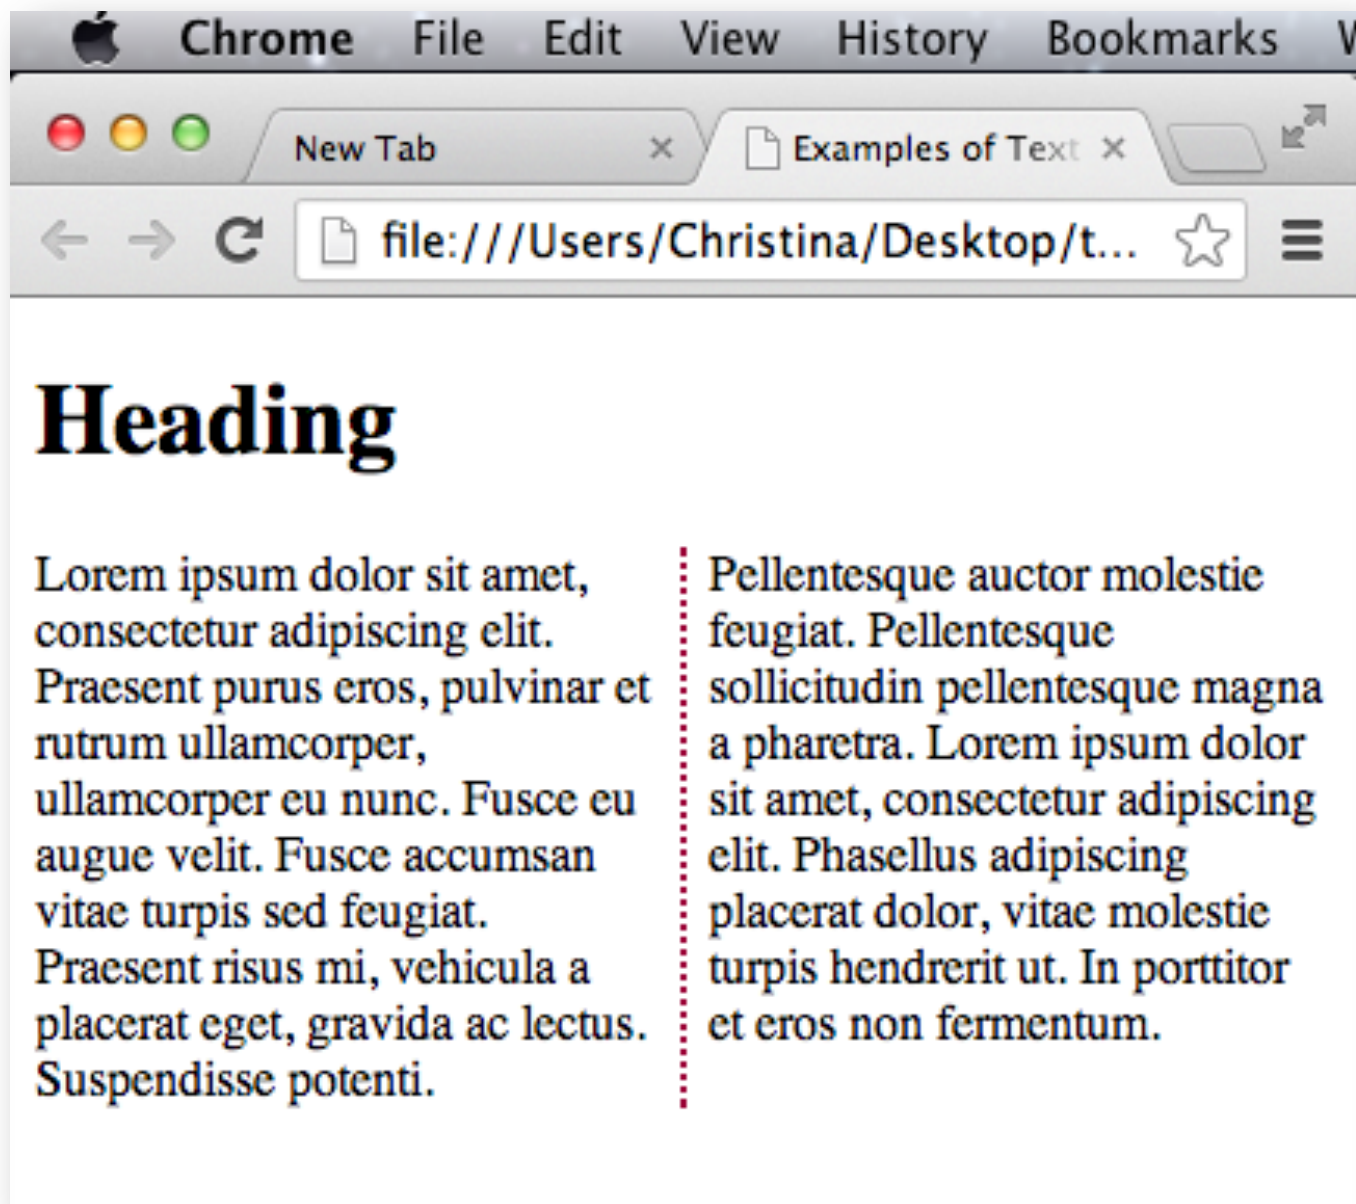 Chrome File Edit View History Bookmarks
New Tab
Examples of Text
file:///Users/Christina/Desktop/t...
Heading
Lorem ipsum dolor sit amet,
consectetur adipiscing elit.
Praesent purus eros, pulvinar et
rutrum ullamcorper,
ullamcorper eu nunc. Fusce eu
augue velit. Fusce accumsan
vitae turpis sed feugiat.
Praesent risus mi, vehicula a
placerat eget, gravida ac lectus.
Suspendisse potenti.
Pellentesque auctor molestie
feugiat. Pellentesque
sollicitudin pellentesque magna
a pharetra. Lorem ipsum dolor
sit amet, consectetur adipiscing
elit. Phasellus adipiscing
placerat dolor, vitae molestie
turpis hendrerit ut. In porttitor
et eros non fermentum.